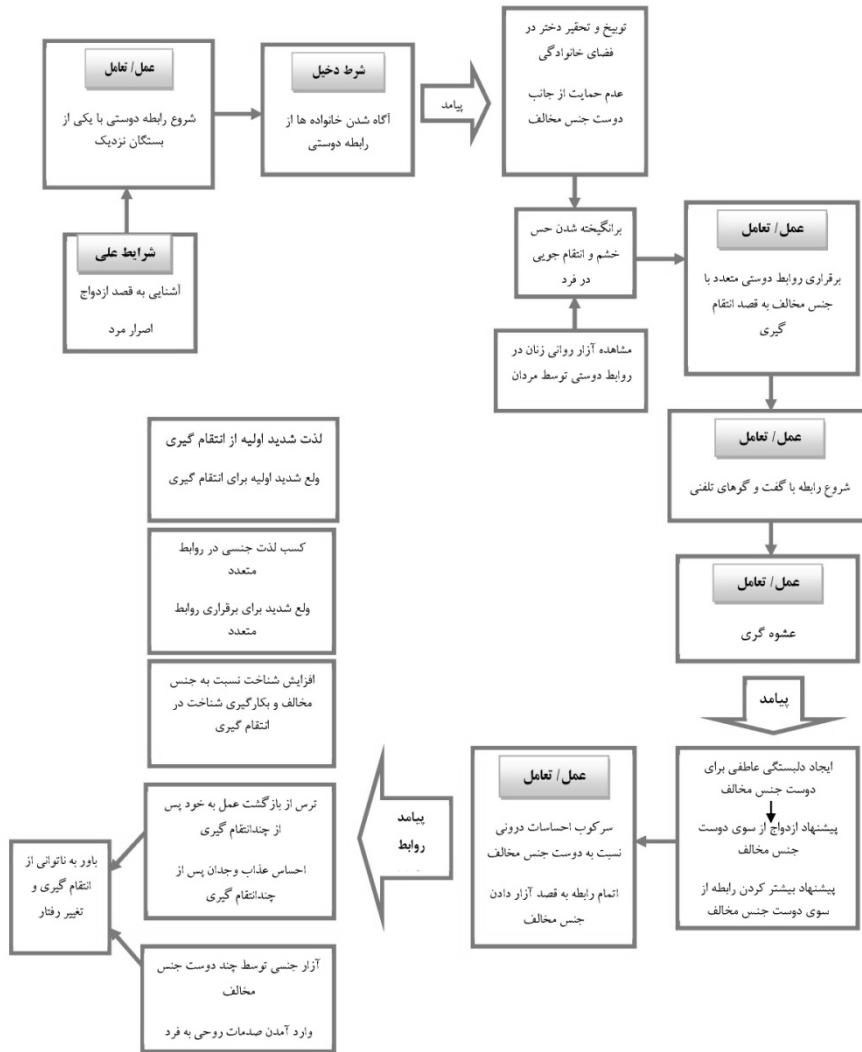 عمل/ تعامل
شروع رابطه دوستی با یکی از
بستگان نزدیک
شرایط علی
آشنایی به قصد ازدواج
اصرار مرد
شرط دخیل
آگاه شدن خانواده ها از
رابطه دوستی
پیامد
توبیخ و تحقیر دختر در
فضای خانوادگی
عدم حمایت از جانب
دوست جنس مخالف
برانگیخته شدن حس
خشم و انتقام جویی
در فرد
مشاهده آزار روانی زنان در
روابط دوستی توسط مردان
عمل/ تعامل
برقراری روابط دوستی متعدد با
جنس مخالف به قصد انتقام
گیری
عمل/ تعامل
شروع رابطه با گفت و گوهای تلفنی
عمل/ تعامل
عشوه گری
پیامد
ایجاد دلبستگی عاطفی برای
دوست جنس مخالف
پیشنهاد ازدواج از سوی دوست
جنس مخالف
پیشنهاد بیشتر کردن رابطه از
سوی دوست جنس مخالف
عمل/ تعامل
سرکوب احساسات درونی
نسبت به دوست جنس مخالف
اتمام رابطه به قصد آزار دادن
جنس مخالف
پیامد
روابط
لذت شدید اولیه از انتقام گیری
ولع شدید اولیه برای انتقام گیری
کسب لذت جنسی در روابط
متعدد
ولع شدید برای برقراری روابط
متعدد
افزایش شناخت نسبت به جنس
مخالف و بکارگیری شناخت در
انتقام گیری
ترس از بازگشت عمل به خود پس
از چندانتقام گیری
احساس عذاب وجدان پس از
چندانتقام گیری
آزار جنسی توسط چند دوست جنس
مخالف
وارد آمدن صدمات روحی به فرد
باور به ناتوانی از
انتقام گیری و
تغییر رفتار